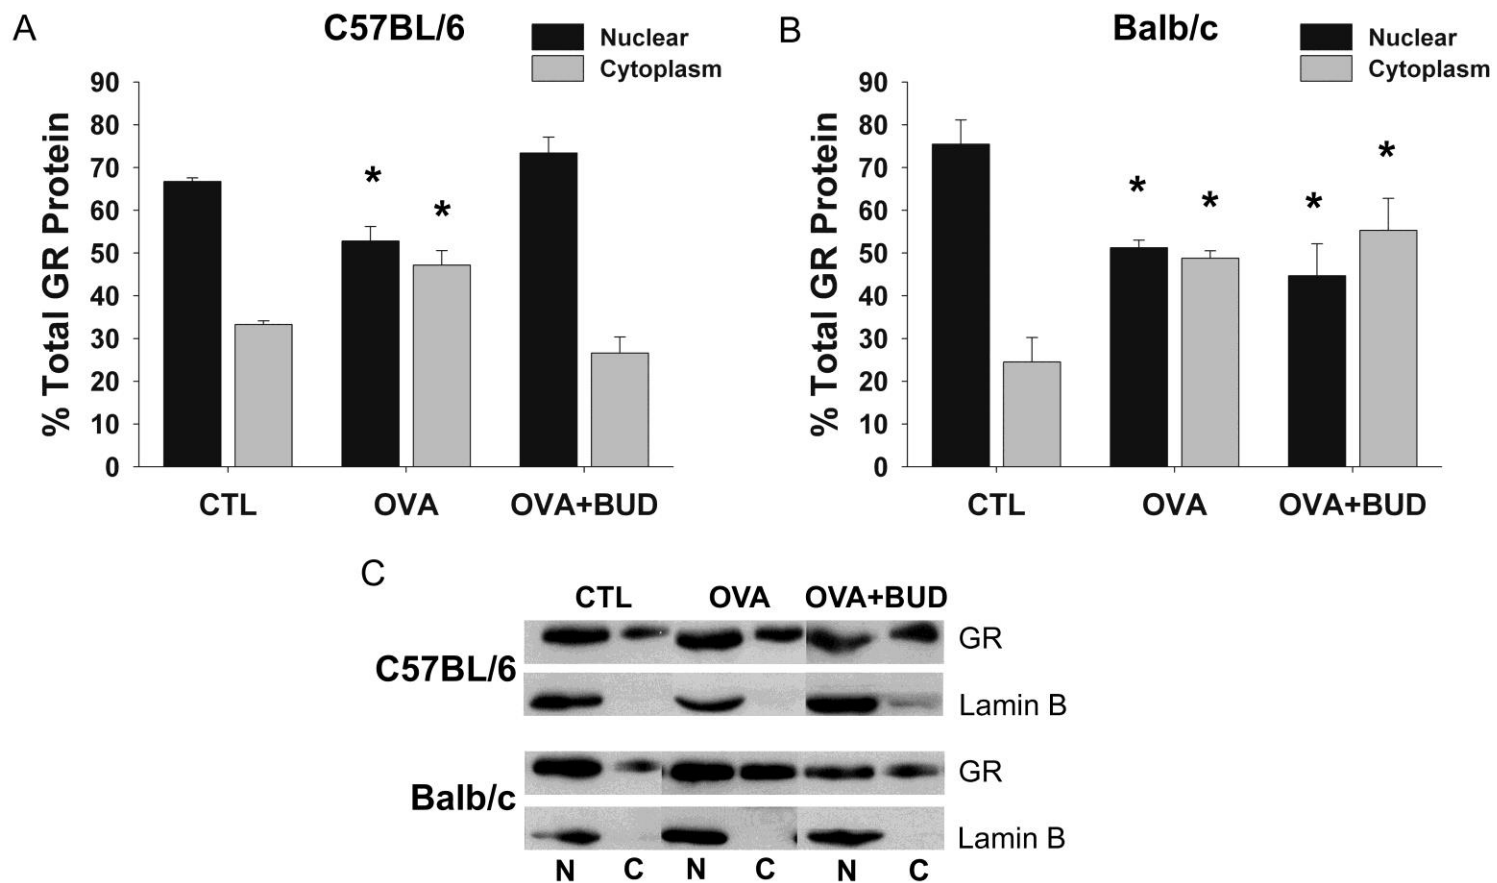 A
C57BL/6
Nuclear
Cytoplasm
% Total GR Protein
90
80
70
60
50
40
30
20
10
0
*
*
CTL OVA OVA+BUD
B
Balb/c
Nuclear
Cytoplasm
% Total GR Protein
90
80
70
60
50
40
30
20
10
0
*
*
*
*
CTL OVA OVA+BUD
C
CTL OVA OVA+BUD
C57BL/6
GR
Lamin B
Balb/c
GR
Lamin B
N C N C N C